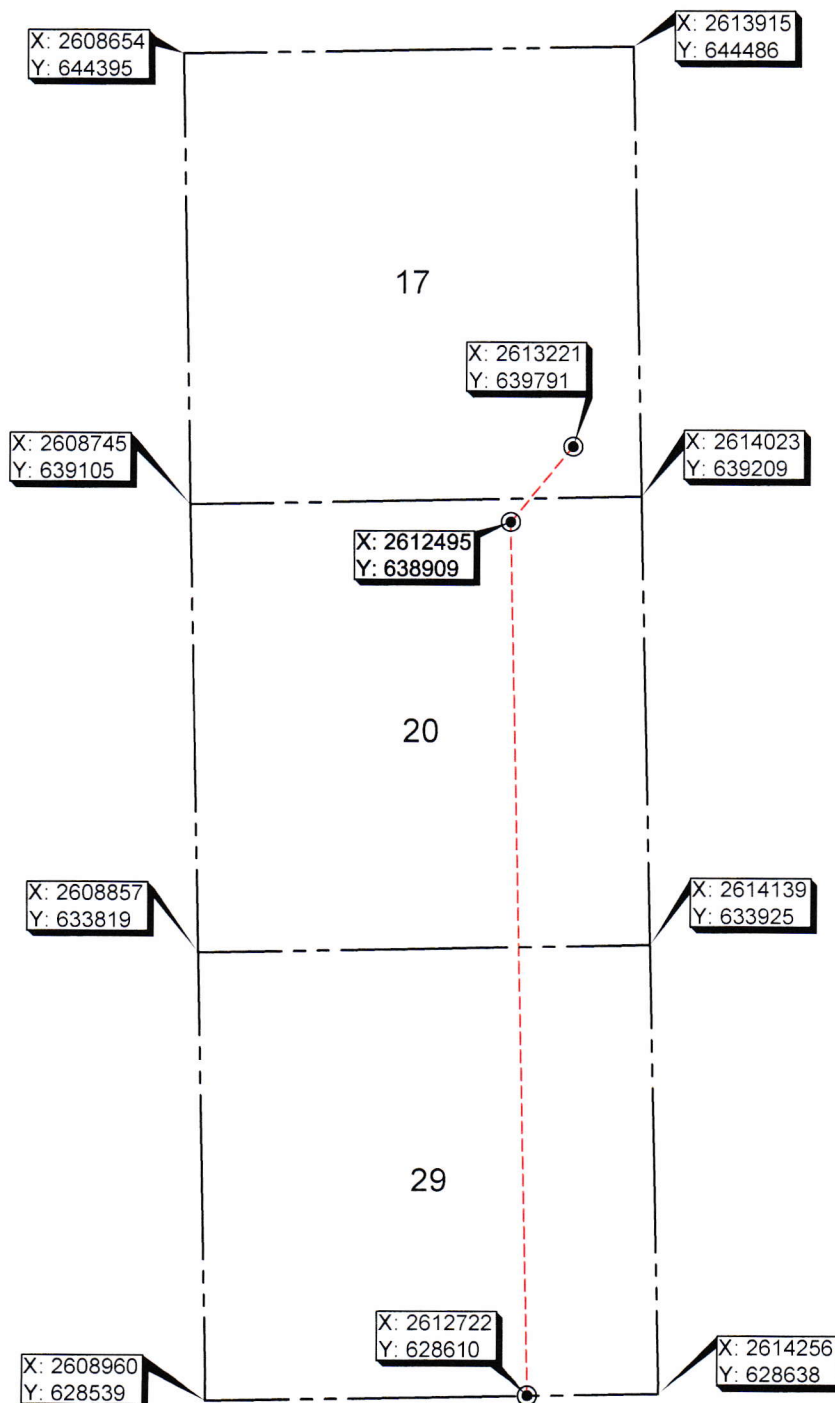 X: 2608654
Y: 644395
X: 2613915
Y: 644486
17
X: 2613221
Y: 639791
X: 2608745
Y: 639105
X: 2614023
Y: 639209
X: 2612495
Y: 638909
20
X: 2608857
Y: 633819
X: 2614139
Y: 633925
29
X: 2612722
Y: 628610
X: 2608960
Y: 628539
X: 2614256
Y: 628638